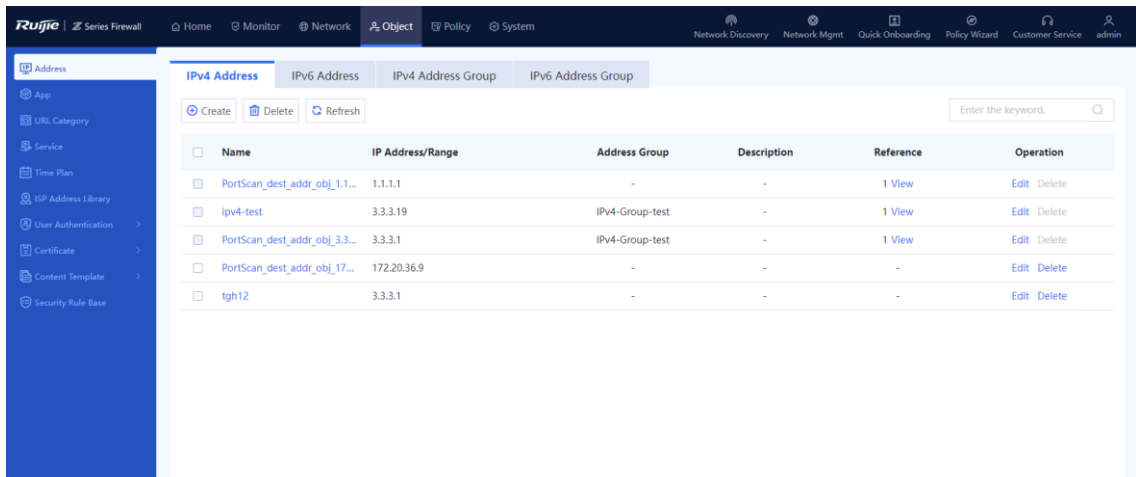 Ruijie | Z Series Firewall Home Monitor Network Object Policy System Network Discovery Network Mgmt Quick Onboarding Policy Wizard Customer Service admin
Address
App
URL Category
Service
Time Plan
ISP Address Library
User Authentication
Certificate
Content Template
Security Rule Base
IPv4 Address IPv6 Address IPv4 Address Group IPv6 Address Group
Create Delete Refresh Enter the keyword.
Name IP Address/Range Address Group Description Reference Operation
PortScan_dest_addr_obj_1.1... 1.1.1.1 - - 1 View Edit Delete
ipv4-test 3.3.3.19 IPv4-Group-test - 1 View Edit Delete
PortScan_dest_addr_obj_3.3... 3.3.3.1 IPv4-Group-test - 1 View Edit Delete
PortScan_dest_addr_obj_17... 172.20.36.9 - - - Edit Delete
tgh12 3.3.3.1 - - - Edit Delete